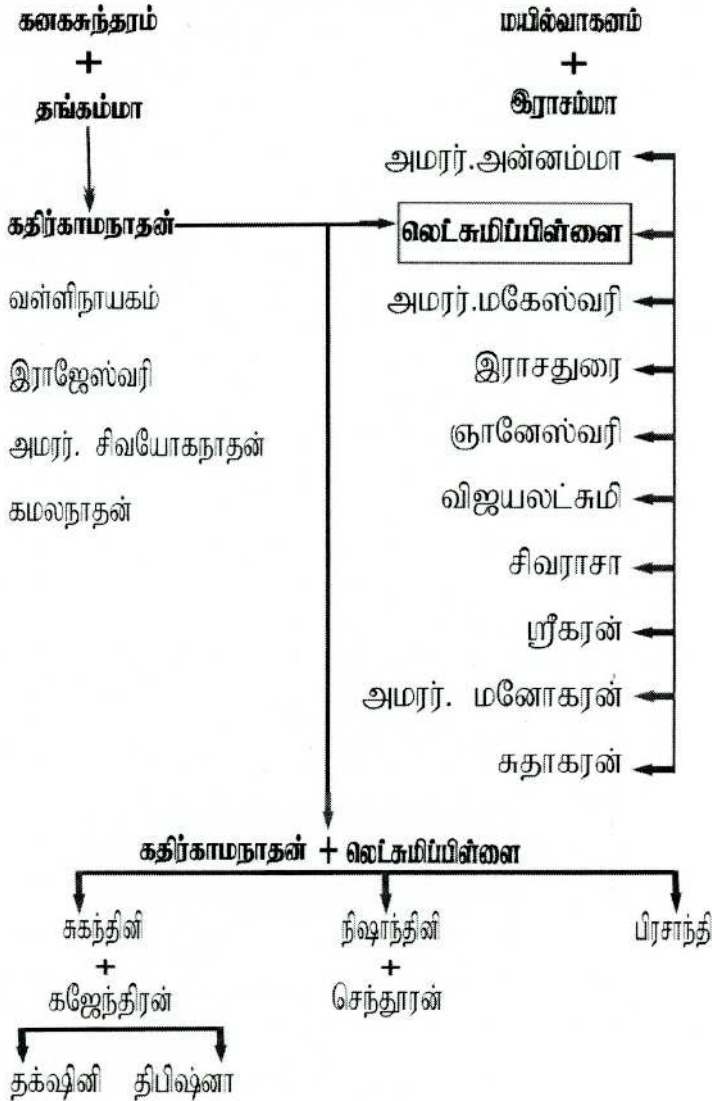 கனகசுந்தரம்
+
தங்கம்மா
மயில்வாகனம்
+
இராசம்மா
கதிர்காமநாதன்
வள்ளிநாயகம்
இராஜேஸ்வரி
அமரர். சிவயோகநாதன்
கமலநாதன்
அமரர்.அன்னம்மா
லெட்சுமிப்பிள்ளை
அமரர்.மகேஸ்வரி
இராசதுரை
ஞானேஸ்வரி
விஜயலட்சுமி
சிவராசா
ஸ்ரீகரன்
அமரர். மனோகரன்
சுதாகரன்
கதிர்காமநாதன் + லெட்சுமிப்பிள்ளை
சுகந்தினி
+
கஜேந்திரன்
நிஷாந்தினி
+
செந்தூரன்
பிரசாந்தி
தக்‌ஷினி திபிஷ்னா